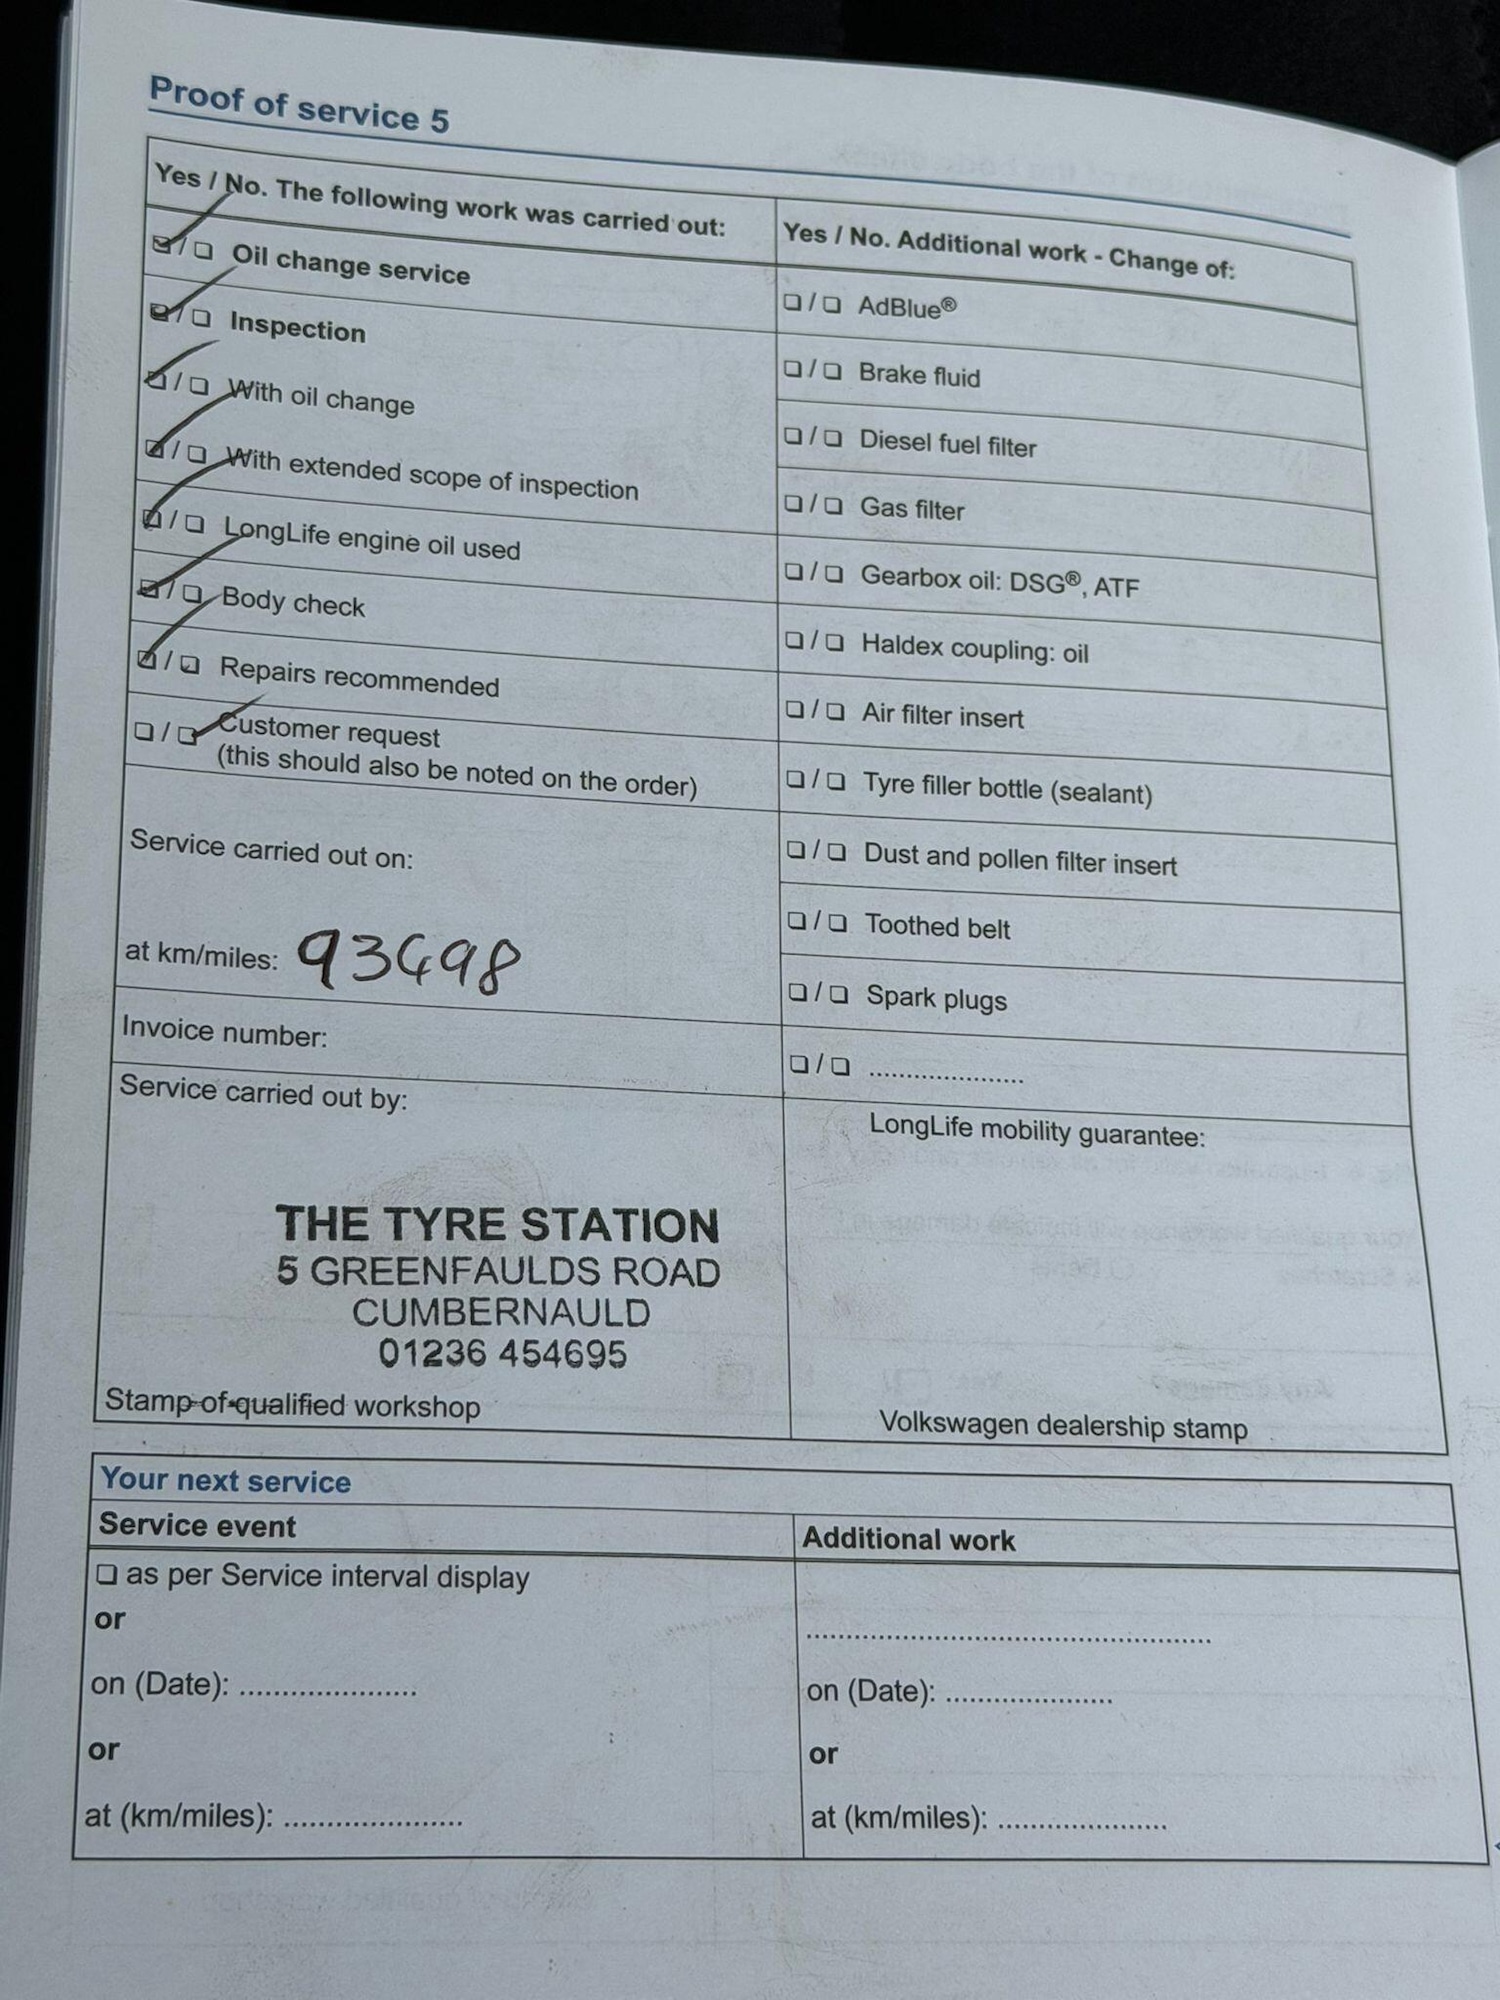 Proof of service 5
Yes / No. The following work was carried out:
☑/☐ Oil change service
☑/☐ Inspection
☑/☐ With oil change
☑/☐ With extended scope of inspection
☑/☐ LongLife engine oil used
☑/☐ Body check
☑/☐ Repairs recommended
☐/☑ Customer request
(this should also be noted on the order)
Service carried out on:
at km/miles: 93498
Invoice number:
Service carried out by:
THE TYRE STATION
5 GREENFAULDS ROAD
CUMBERNAULD
01236 454695
Stamp of qualified workshop
Yes / No. Additional work - Change of:
☐/☐ AdBlue®
☐/☐ Brake fluid
☐/☐ Diesel fuel filter
☐/☐ Gas filter
☐/☐ Gearbox oil: DSG®, ATF
☐/☐ Haldex coupling: oil
☐/☐ Air filter insert
☐/☐ Tyre filler bottle (sealant)
☐/☐ Dust and pollen filter insert
☐/☐ Toothed belt
☐/☐ Spark plugs
☐/☐ ......................
LongLife mobility guarantee:
Volkswagen dealership stamp
Your next service
Service event
☐ as per Service interval display
or
on (Date): ......................
or
at (km/miles): ......................
Additional work
......................................................
on (Date): ......................
or
at (km/miles): ......................